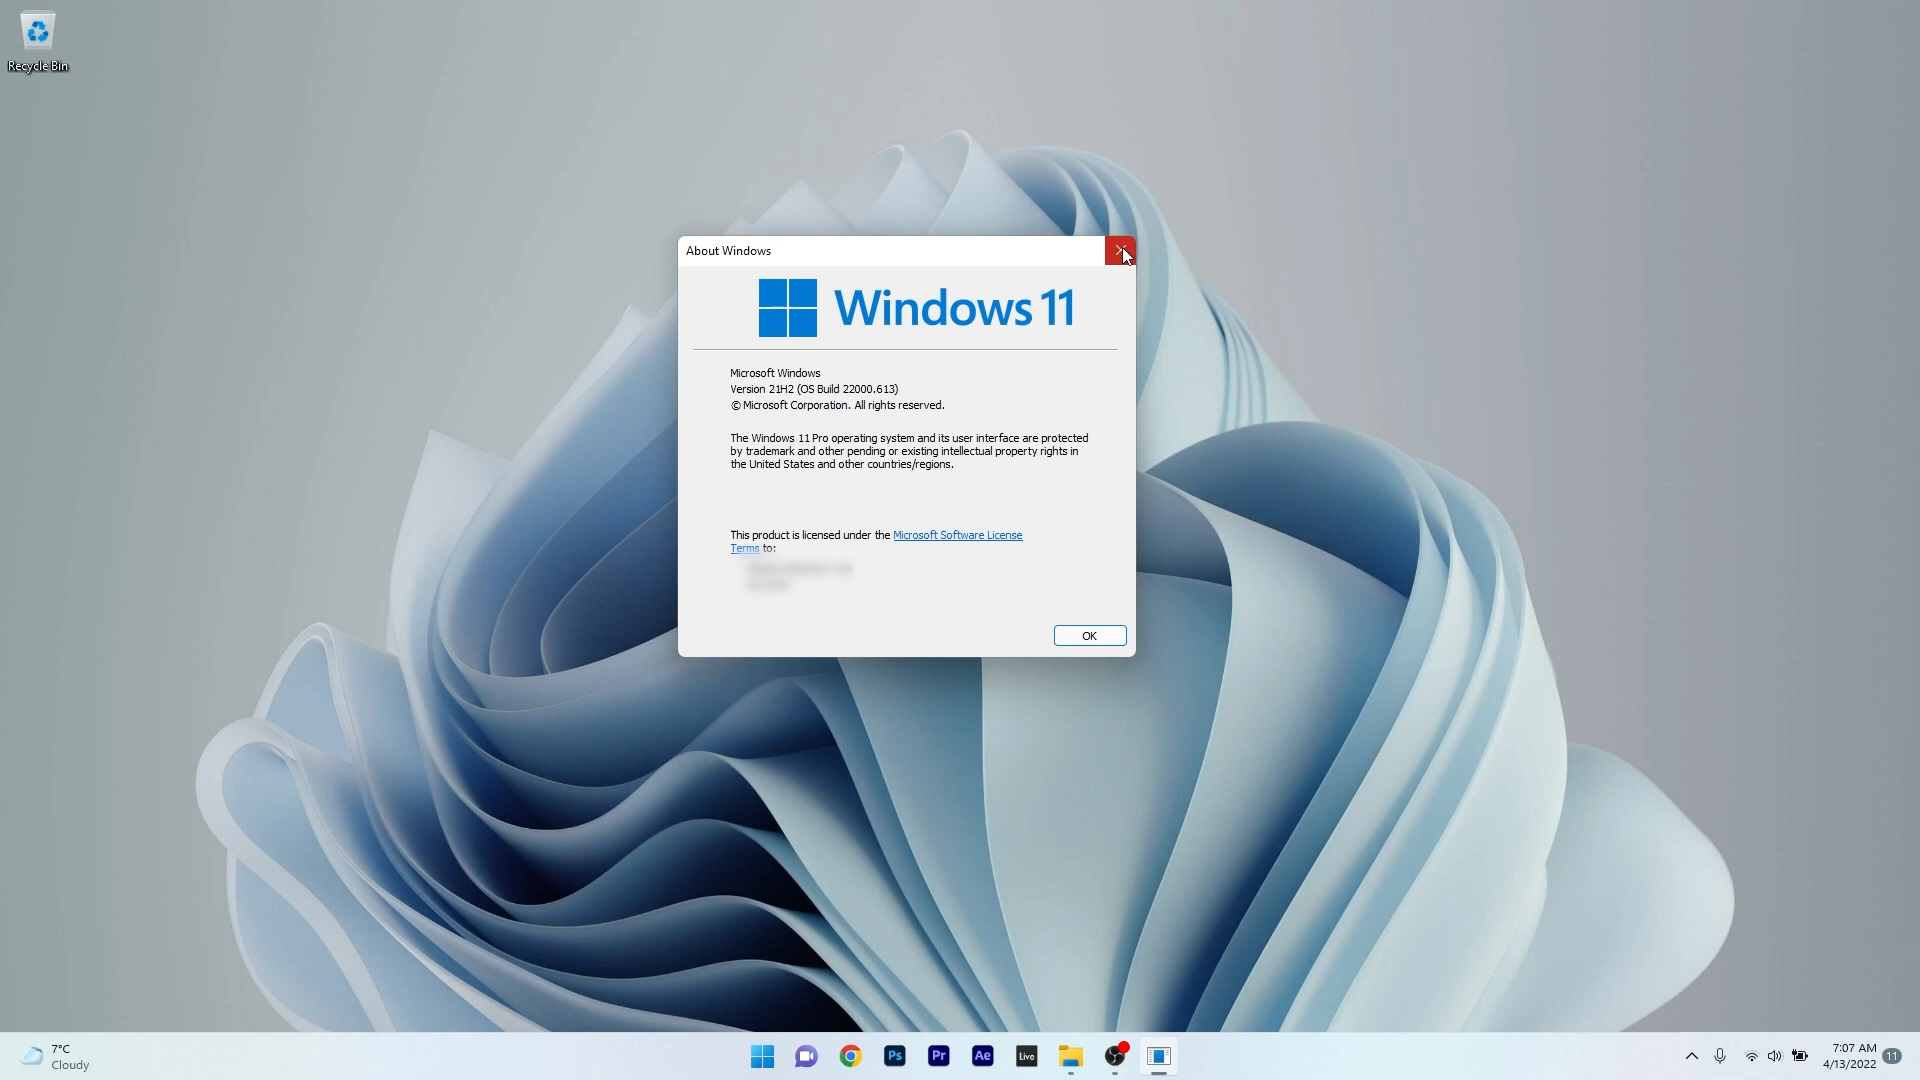 Recycle Bin
About Windows
Windows 11
Microsoft Windows
Version 21H2 (OS Build 22000.613)
© Microsoft Corporation. All rights reserved.
The Windows 11 Pro operating system and its user interface are protected
by trademark and other pending or existing intellectual property rights in
the United States and other countries/regions.
This product is licensed under the Microsoft Software License
Terms to:
OK
7°C
Cloudy
Ps
Pr
Ae
Live
7:07 AM
4/13/2022
11